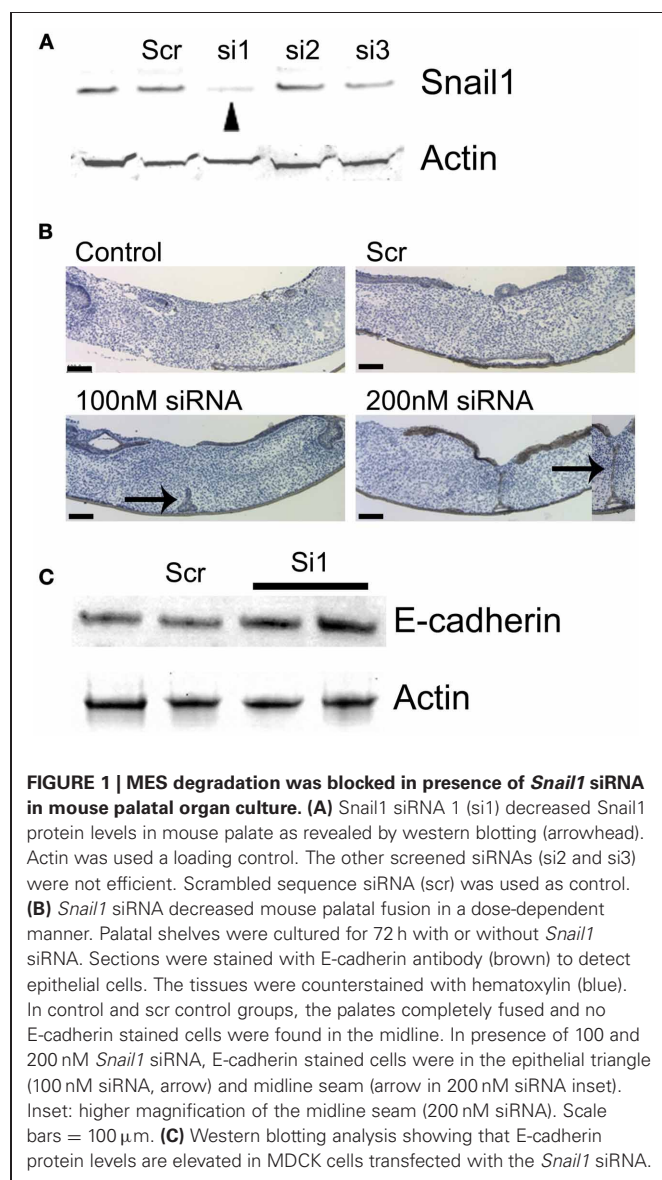 A
Scr si1 si2 si3
Snail1
Actin
B
Control Scr
100nM siRNA 200nM siRNA
C
Scr Si1
E-cadherin
Actin
FIGURE 1 | MES degradation was blocked in presence of Snail1 siRNA
in mouse palatal organ culture. (A) Snail1 siRNA 1 (si1) decreased Snail1
protein levels in mouse palate as revealed by western blotting (arrowhead).
Actin was used a loading control. The other screened siRNAs (si2 and si3)
were not efficient. Scrambled sequence siRNA (scr) was used as control.
(B) Snail1 siRNA decreased mouse palatal fusion in a dose-dependent
manner. Palatal shelves were cultured for 72 h with or without Snail1
siRNA. Sections were stained with E-cadherin antibody (brown) to detect
epithelial cells. The tissues were counterstained with hematoxylin (blue).
In control and scr control groups, the palates completely fused and no
E-cadherin stained cells were found in the midline. In presence of 100 and
200 nM Snail1 siRNA, E-cadherin stained cells were in the epithelial triangle
(100 nM siRNA, arrow) and midline seam (arrow in 200 nM siRNA inset).
Inset: higher magnification of the midline seam (200 nM siRNA). Scale
bars = 100 μm. (C) Western blotting analysis showing that E-cadherin
protein levels are elevated in MDCK cells transfected with the Snail1 siRNA.